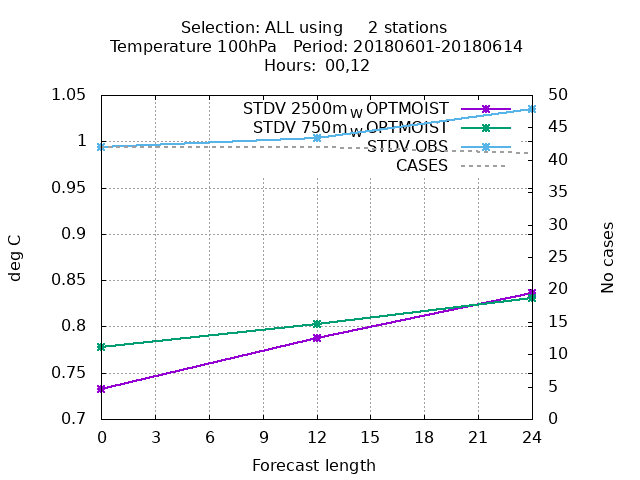 Selection: ALL using     2 stations
Temperature 100hPa   Period: 20180601-20180614
Hours: 00,12
1.05
1
0.95
0.9
0.85
0.8
0.75
0.7
deg C
STDV 2500m_W OPTMOIST
STDV 750m_W OPTMOIST
STDV OBS
CASES
50
45
40
35
30
25
20
15
10
5
0
No cases
0 3 6 9 12 15 18 21 24
Forecast length